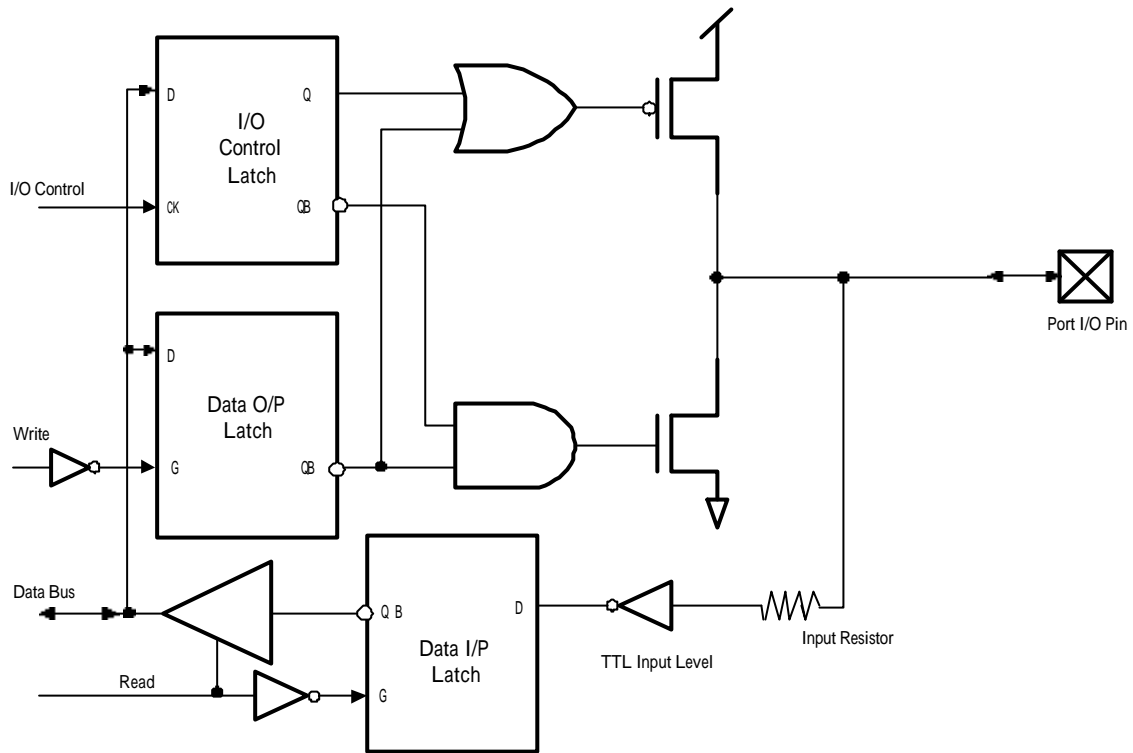 D
Q
I/O
Control
Latch
I/O Control
CK
QB
Port I/O Pin
D
Data O/P
Latch
Write
G
QB
Data Bus
Q B
D
Data I/P
Latch
TTL Input Level
Input Resistor
Read
G